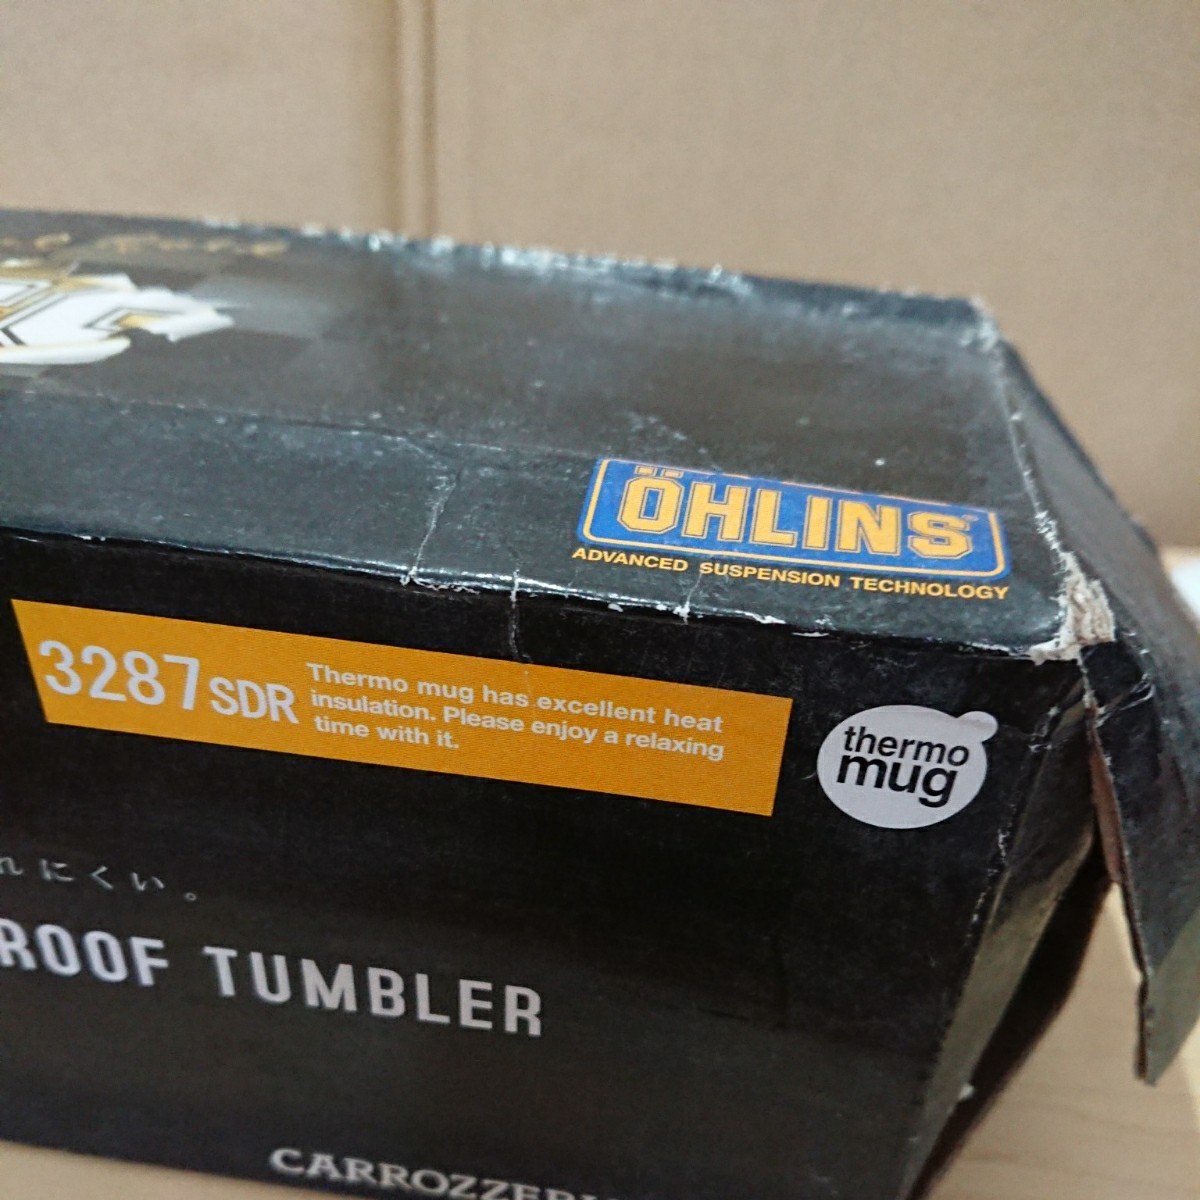 ÖHLINS
ADVANCED SUSPENSION TECHNOLOGY
3287SDR
Thermo mug has excellent heat
insulation. Please enjoy a relaxing
time with it.
thermo
mug
れにくい。
ROOF TUMBLER
CARROZZERI